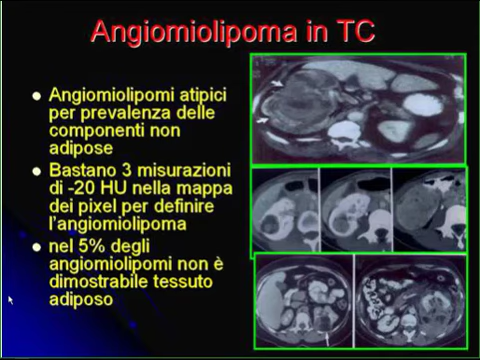 Angiomiolipoma in TC
Angiomiolipomi atipici
per prevalenza delle
componenti non
adipose
Bastano 3 misurazioni
di -20 HU nella mappa
dei pixel per definire
l'angiomiolipoma
nel 5% degli
angiomiolipomi non è
dimostrabile tessuto
adiposo